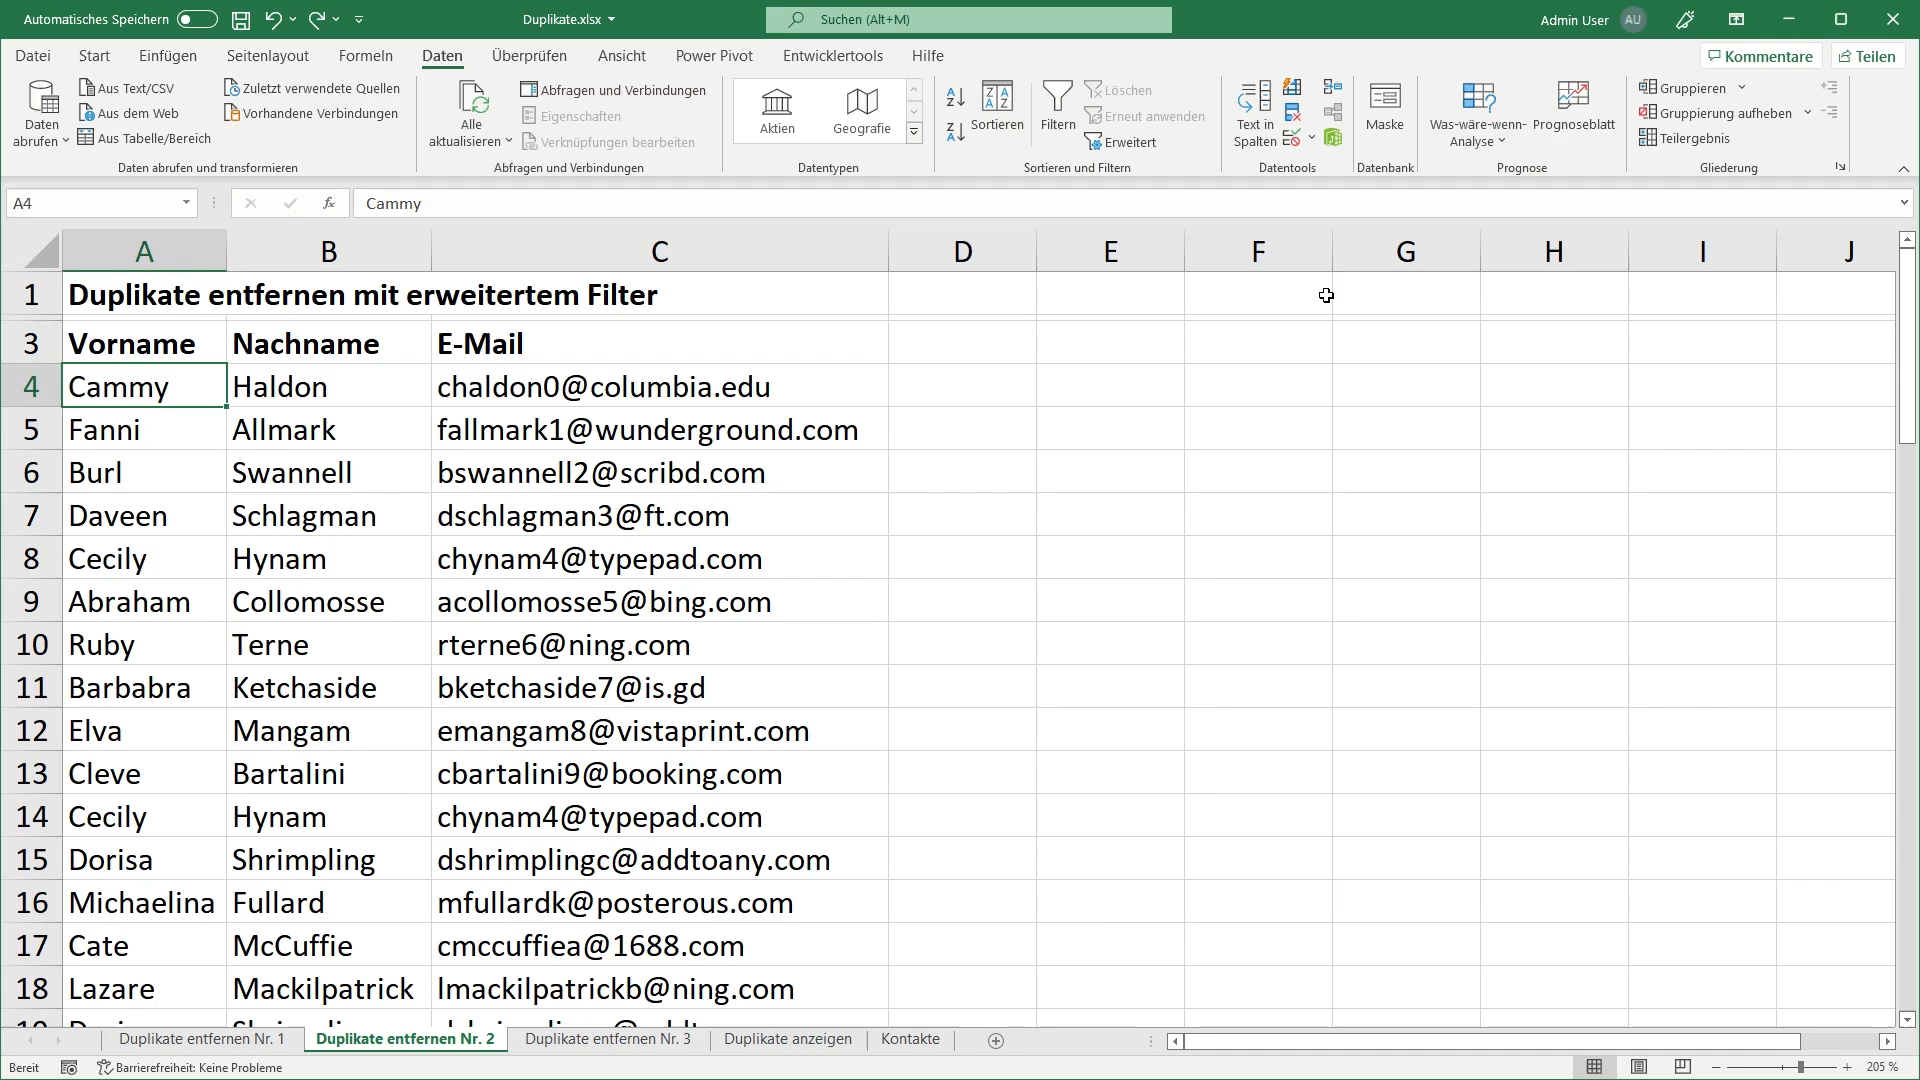 Automatisches Speichern
Duplikate.xlsx
Suchen (Alt+M)
Admin User AU
Datei Start Einfügen Seitenlayout Formeln Daten Überprüfen Ansicht Power Pivot Entwicklertools Hilfe
Kommentare Teilen
Daten abrufen
Aus Text/CSV
Aus dem Web
Aus Tabelle/Bereich
Zuletzt verwendete Quellen
Vorhandene Verbindungen
Daten abrufen und transformieren
Alle aktualisieren
Abfragen und Verbindungen
Eigenschaften
Verknüpfungen bearbeiten
Abfragen und Verbindungen
Aktien
Geografie
Datentypen
Sortieren
Filtern
Löschen
Erneut anwenden
Erweitert
Sortieren und Filtern
Text in Spalten
Datentools
Maske
Datenbank
Was-wäre-wenn-Analyse
Prognoseblatt
Prognose
Gruppieren
Gruppierung aufheben
Teilergebnis
Gliederung
A4
fx
Cammy
A B C D E F G H I J
1 Duplikate entfernen mit erweitertem Filter
3 Vorname Nachname E-Mail
4 Cammy Haldon chaldon0@columbia.edu
5 Fanni Allmark fallmark1@wunderground.com
6 Burl Swannell bswannell2@scribd.com
7 Daveen Schlagman dschlagman3@ft.com
8 Cecily Hynam chynam4@typepad.com
9 Abraham Collomosse acollomosse5@bing.com
10 Ruby Terne rterne6@ning.com
11 Barbabra Ketchaside bketchaside7@is.gd
12 Elva Mangam emangam8@vistaprint.com
13 Cleve Bartalini cbartalini9@booking.com
14 Cecily Hynam chynam4@typepad.com
15 Dorisa Shrimpling dshrimplingc@addtoany.com
16 Michaelina Fullard mfullardk@posterous.com
17 Cate McCuffie cmccuffiea@1688.com
18 Lazare Mackilpatrick lmackilpatrickb@ning.com
Duplikate entfernen Nr. 1
Duplikate entfernen Nr. 2
Duplikate entfernen Nr. 3
Duplikate anzeigen
Kontakte
Bereit
Barrierefreiheit: Keine Probleme
205 %